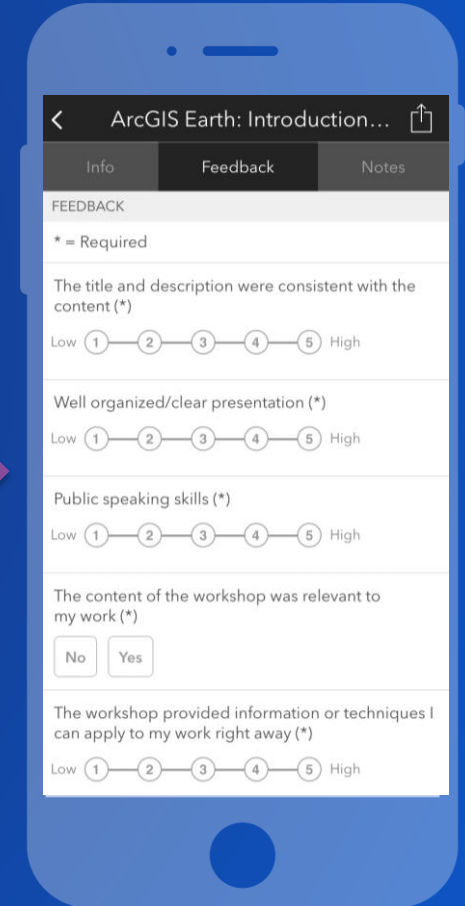 ArcGIS Earth: Introduction...
Info Feedback Notes
FEEDBACK
* = Required
The title and description were consistent with the
content (*)
Low 1 2 3 4 5 High
Well organized/clear presentation (*)
Low 1 2 3 4 5 High
Public speaking skills (*)
Low 1 2 3 4 5 High
The content of the workshop was relevant to
my work (*)
No Yes
The workshop provided information or techniques I
can apply to my work right away (*)
Low 1 2 3 4 5 High